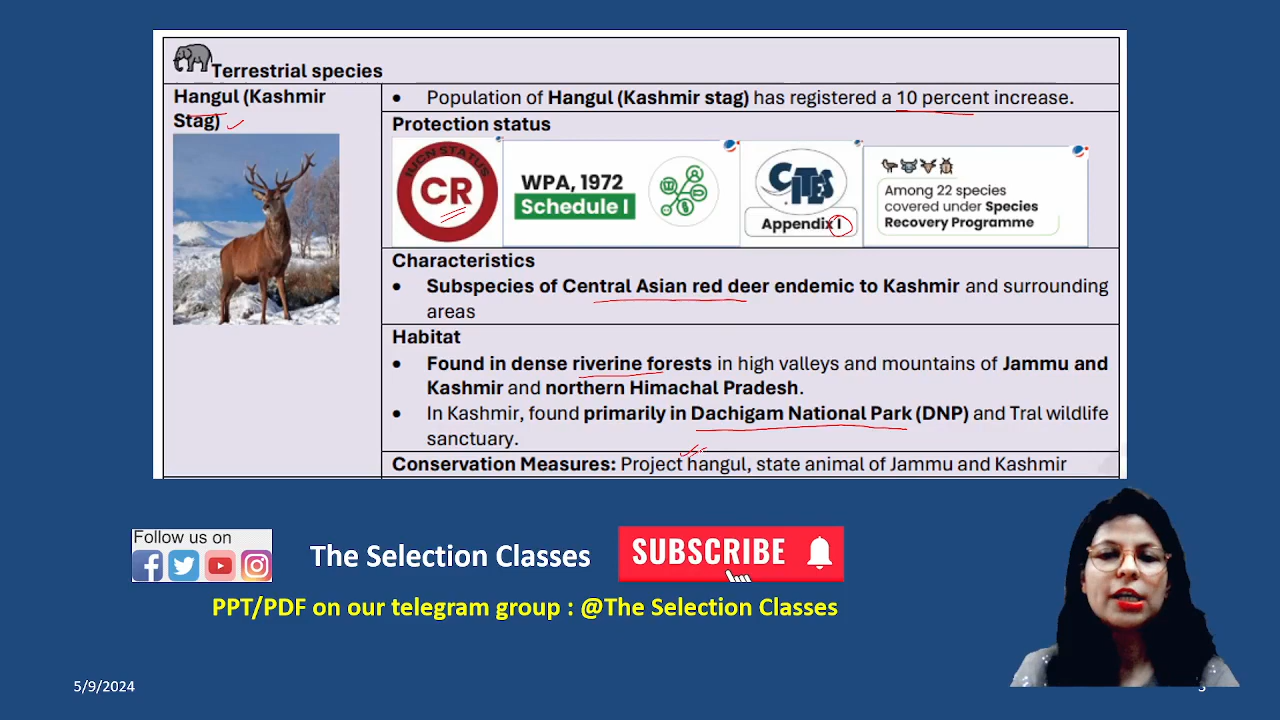 Terrestrial species
Hangul (Kashmir
Stag)
• Population of Hangul (Kashmir stag) has registered a 10 percent increase.
Protection status
IUCN STATUS
CR
WPA, 1972
Schedule I
CITES
Appendix I
Among 22 species
covered under Species
Recovery Programme
Characteristics
• Subspecies of Central Asian red deer endemic to Kashmir and surrounding
areas
Habitat
• Found in dense riverine forests in high valleys and mountains of Jammu and
Kashmir and northern Himachal Pradesh.
• In Kashmir, found primarily in Dachigam National Park (DNP) and Tral wildlife
sanctuary.
Conservation Measures: Project hangul, state animal of Jammu and Kashmir
Follow us on
The Selection Classes
SUBSCRIBE
PPT/PDF on our telegram group : @The Selection Classes
5/9/2024
3